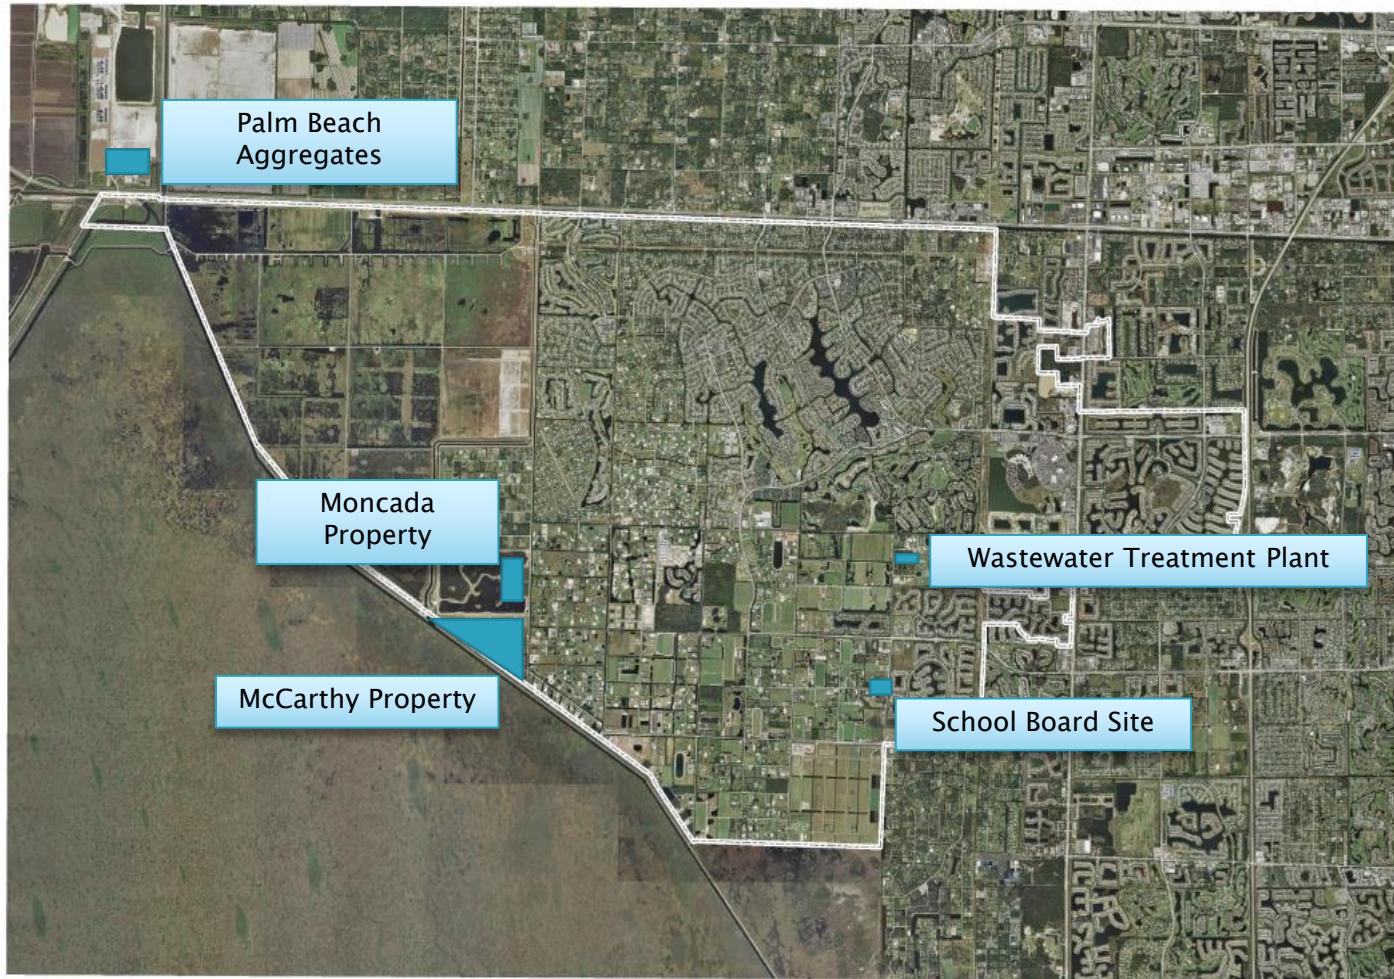 Palm Beach
Aggregates
Moncada
Property
Wastewater Treatment Plant
McCarthy Property
School Board Site